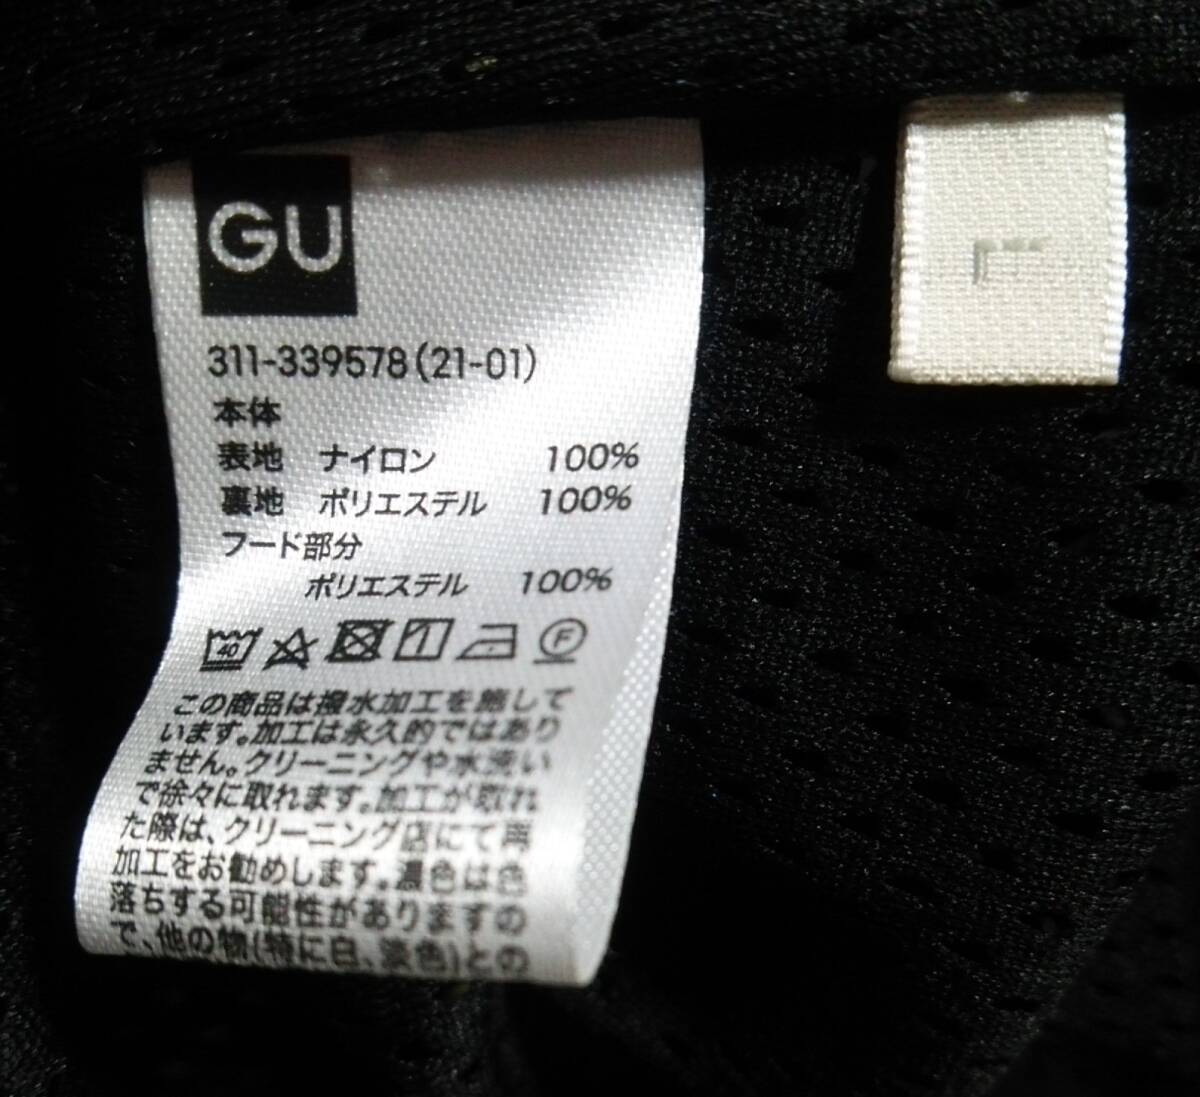 GU
311-339578(21-01)
本体
表地 ナイロン 100%
裏地 ポリエステル 100%
フード部分
ポリエステル 100%
40
F
この商品は撥水加工を施して
います。加工は永久的ではあり
ません。クリーニングや水洗い
で徐々に取れます。加工が取れ
た際は、クリーニング店にて再
加工をお勧めします。濃色は色
落ちする可能性がありますの
で、他の物(特に白、淡色)との
L